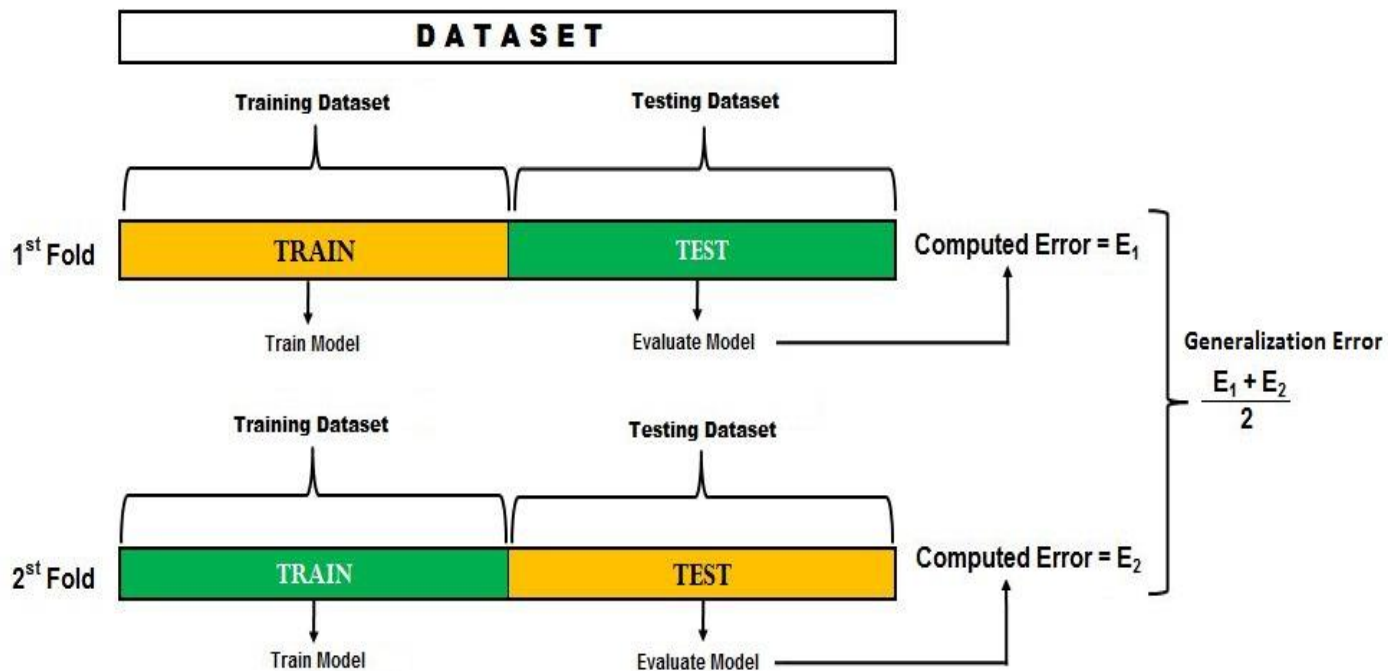 DATASET
Training Dataset
Testing Dataset
1st Fold
TRAIN
TEST
Computed Error = E1
Train Model
Evaluate Model
Generalization Error
E1 + E2
2
Training Dataset
Testing Dataset
2st Fold
TRAIN
TEST
Computed Error = E2
Train Model
Evaluate Model